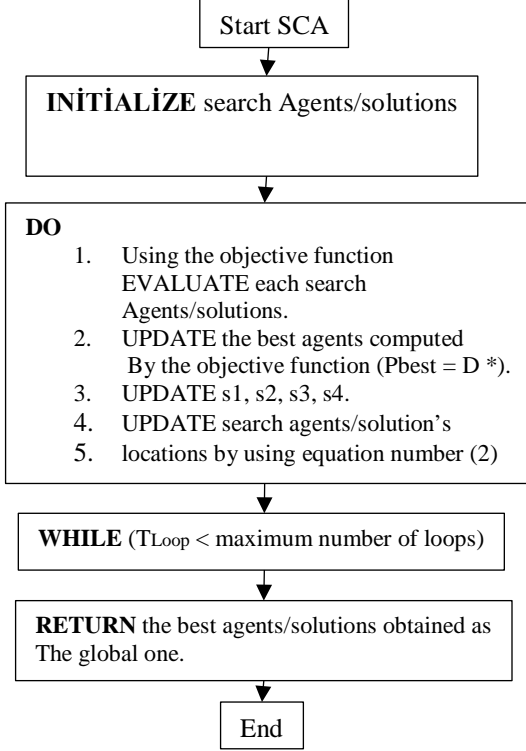 Start SCA
INİTİALİZE search Agents/solutions
DO
1. Using the objective function
EVALUATE each search
Agents/solutions.
2. UPDATE the best agents computed
By the objective function (Pbest = D *).
3. UPDATE s1, s2, s3, s4.
4. UPDATE search agents/solution’s
5. locations by using equation number (2)
WHILE (TLoop < maximum number of loops)
RETURN the best agents/solutions obtained as
The global one.
End